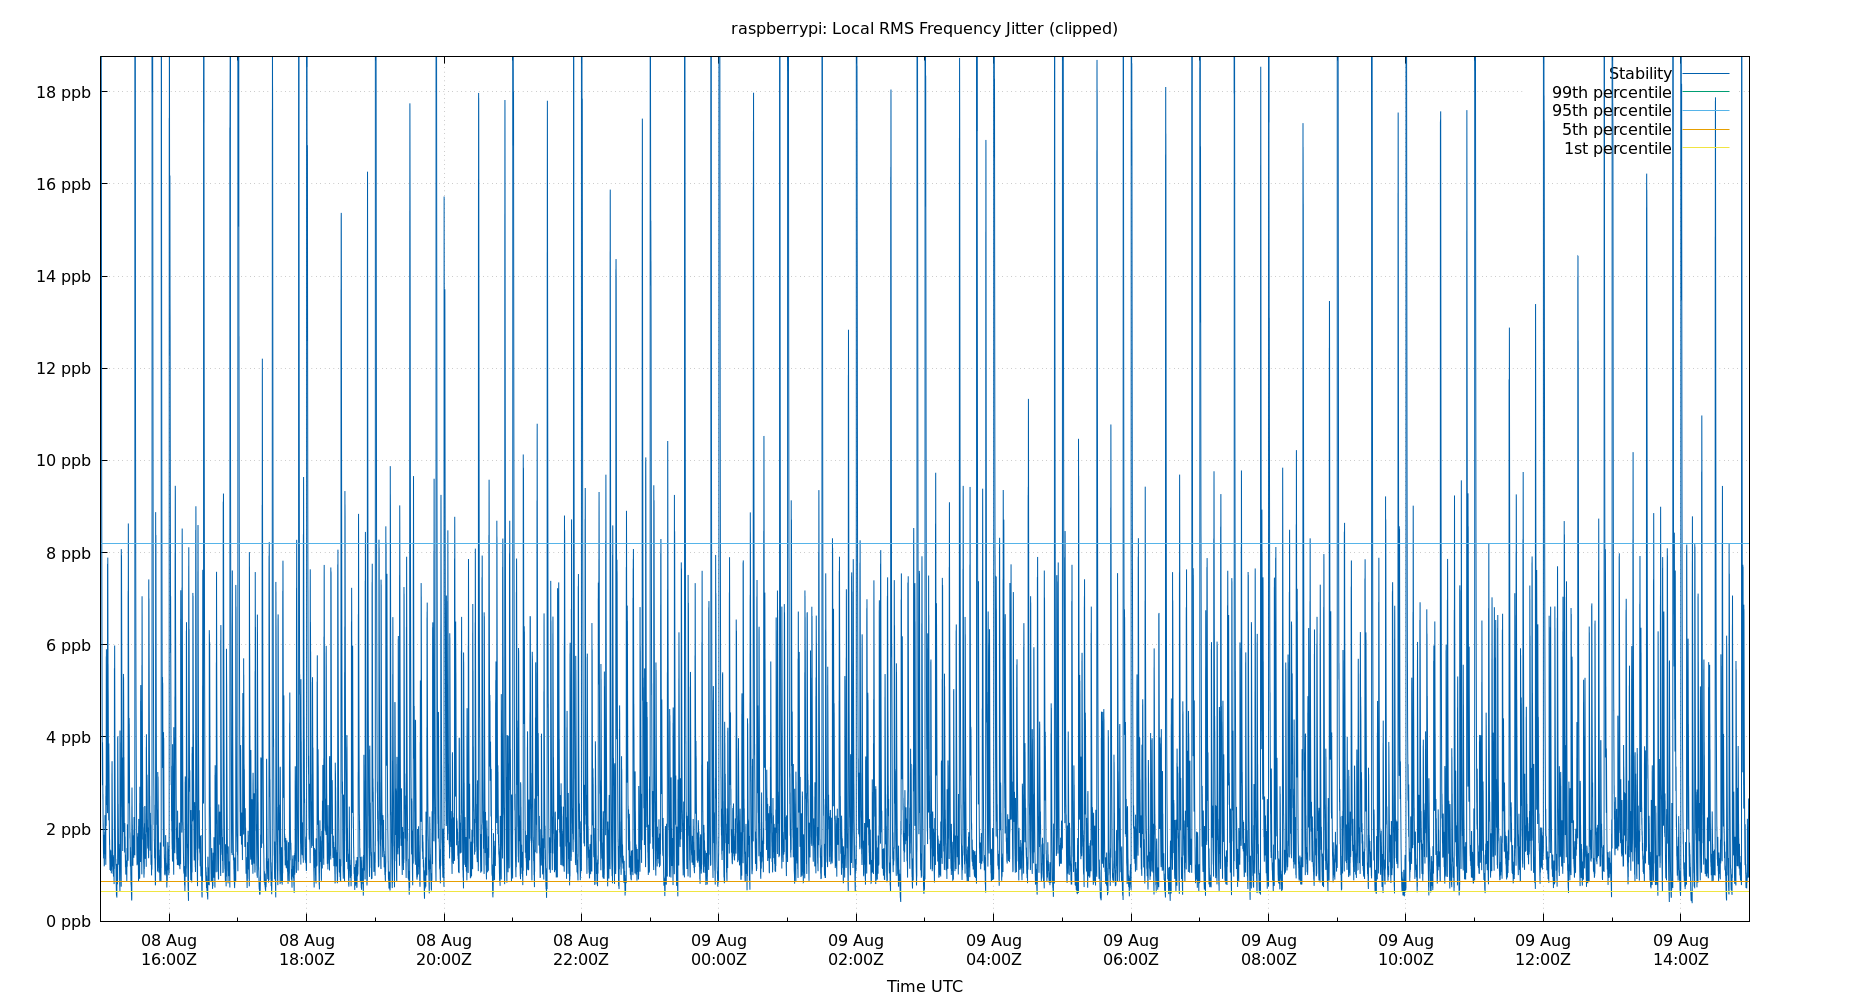 raspberrypi: Local RMS Frequency Jitter (clipped)
Stability
99th percentile
95th percentile
5th percentile
1st percentile
18 ppb
16 ppb
14 ppb
12 ppb
10 ppb
8 ppb
6 ppb
4 ppb
2 ppb
0 ppb
08 Aug 08 Aug 08 Aug 08 Aug 09 Aug 09 Aug 09 Aug 09 Aug 09 Aug 09 Aug 09 Aug 09 Aug
16:00Z 18:00Z 20:00Z 22:00Z 00:00Z 02:00Z 04:00Z 06:00Z 08:00Z 10:00Z 12:00Z 14:00Z
Time UTC